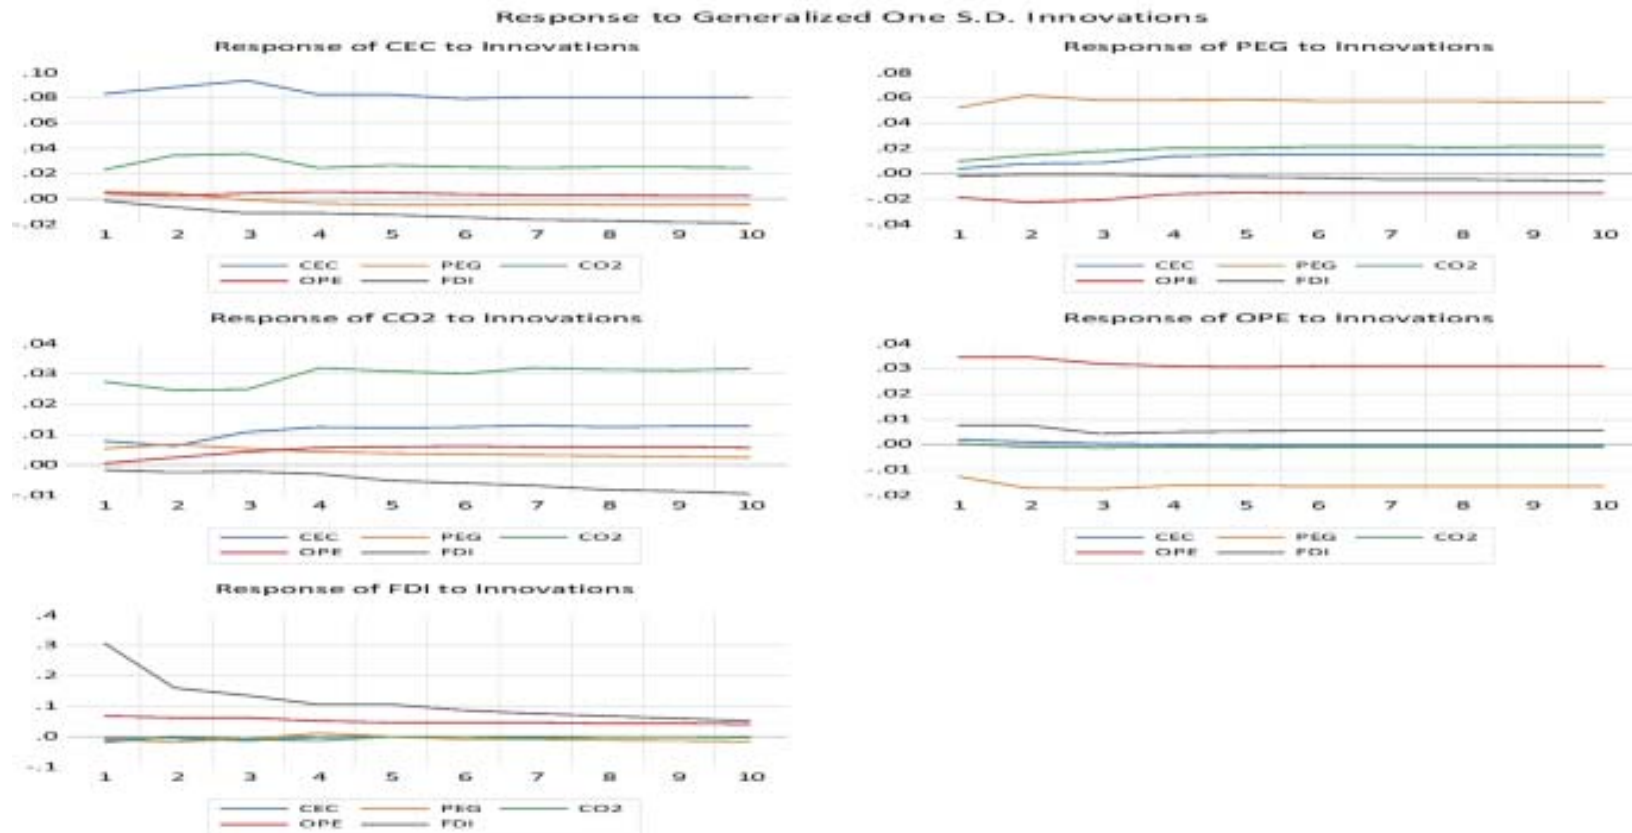 Response to Generalized One S.D. Innovations
Response of CEC to Innovations
.10
.08
.06
.04
.02
.00
-.02
1 2 3 4 5 6 7 8 9 10
CEC PEG CO2
OPE FDI
Response of PEG to Innovations
.08
.06
.04
.02
.00
-.02
-.04
1 2 3 4 5 6 7 8 9 10
CEC PEG CO2
OPE FDI
Response of CO2 to Innovations
.04
.03
.02
.01
.00
-.01
1 2 3 4 5 6 7 8 9 10
CEC PEG CO2
OPE FDI
Response of OPE to Innovations
.04
.03
.02
.01
.00
-.01
-.02
1 2 3 4 5 6 7 8 9 10
CEC PEG CO2
OPE FDI
Response of FDI to Innovations
.4
.3
.2
.1
.0
-.1
1 2 3 4 5 6 7 8 9 10
CEC PEG CO2
OPE FDI